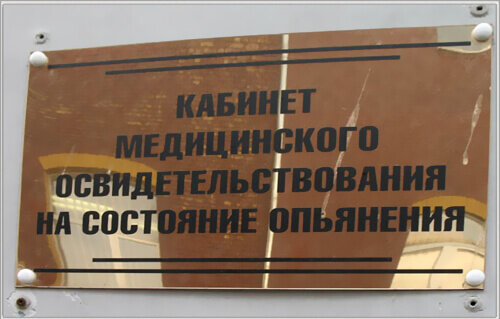 КАБИНЕТ
МЕДИЦИНСКОГО
ОСВИДЕТЕЛЬСТВОВАНИЯ
НА СОСТОЯНИЕ ОПЬЯНЕНИЯ